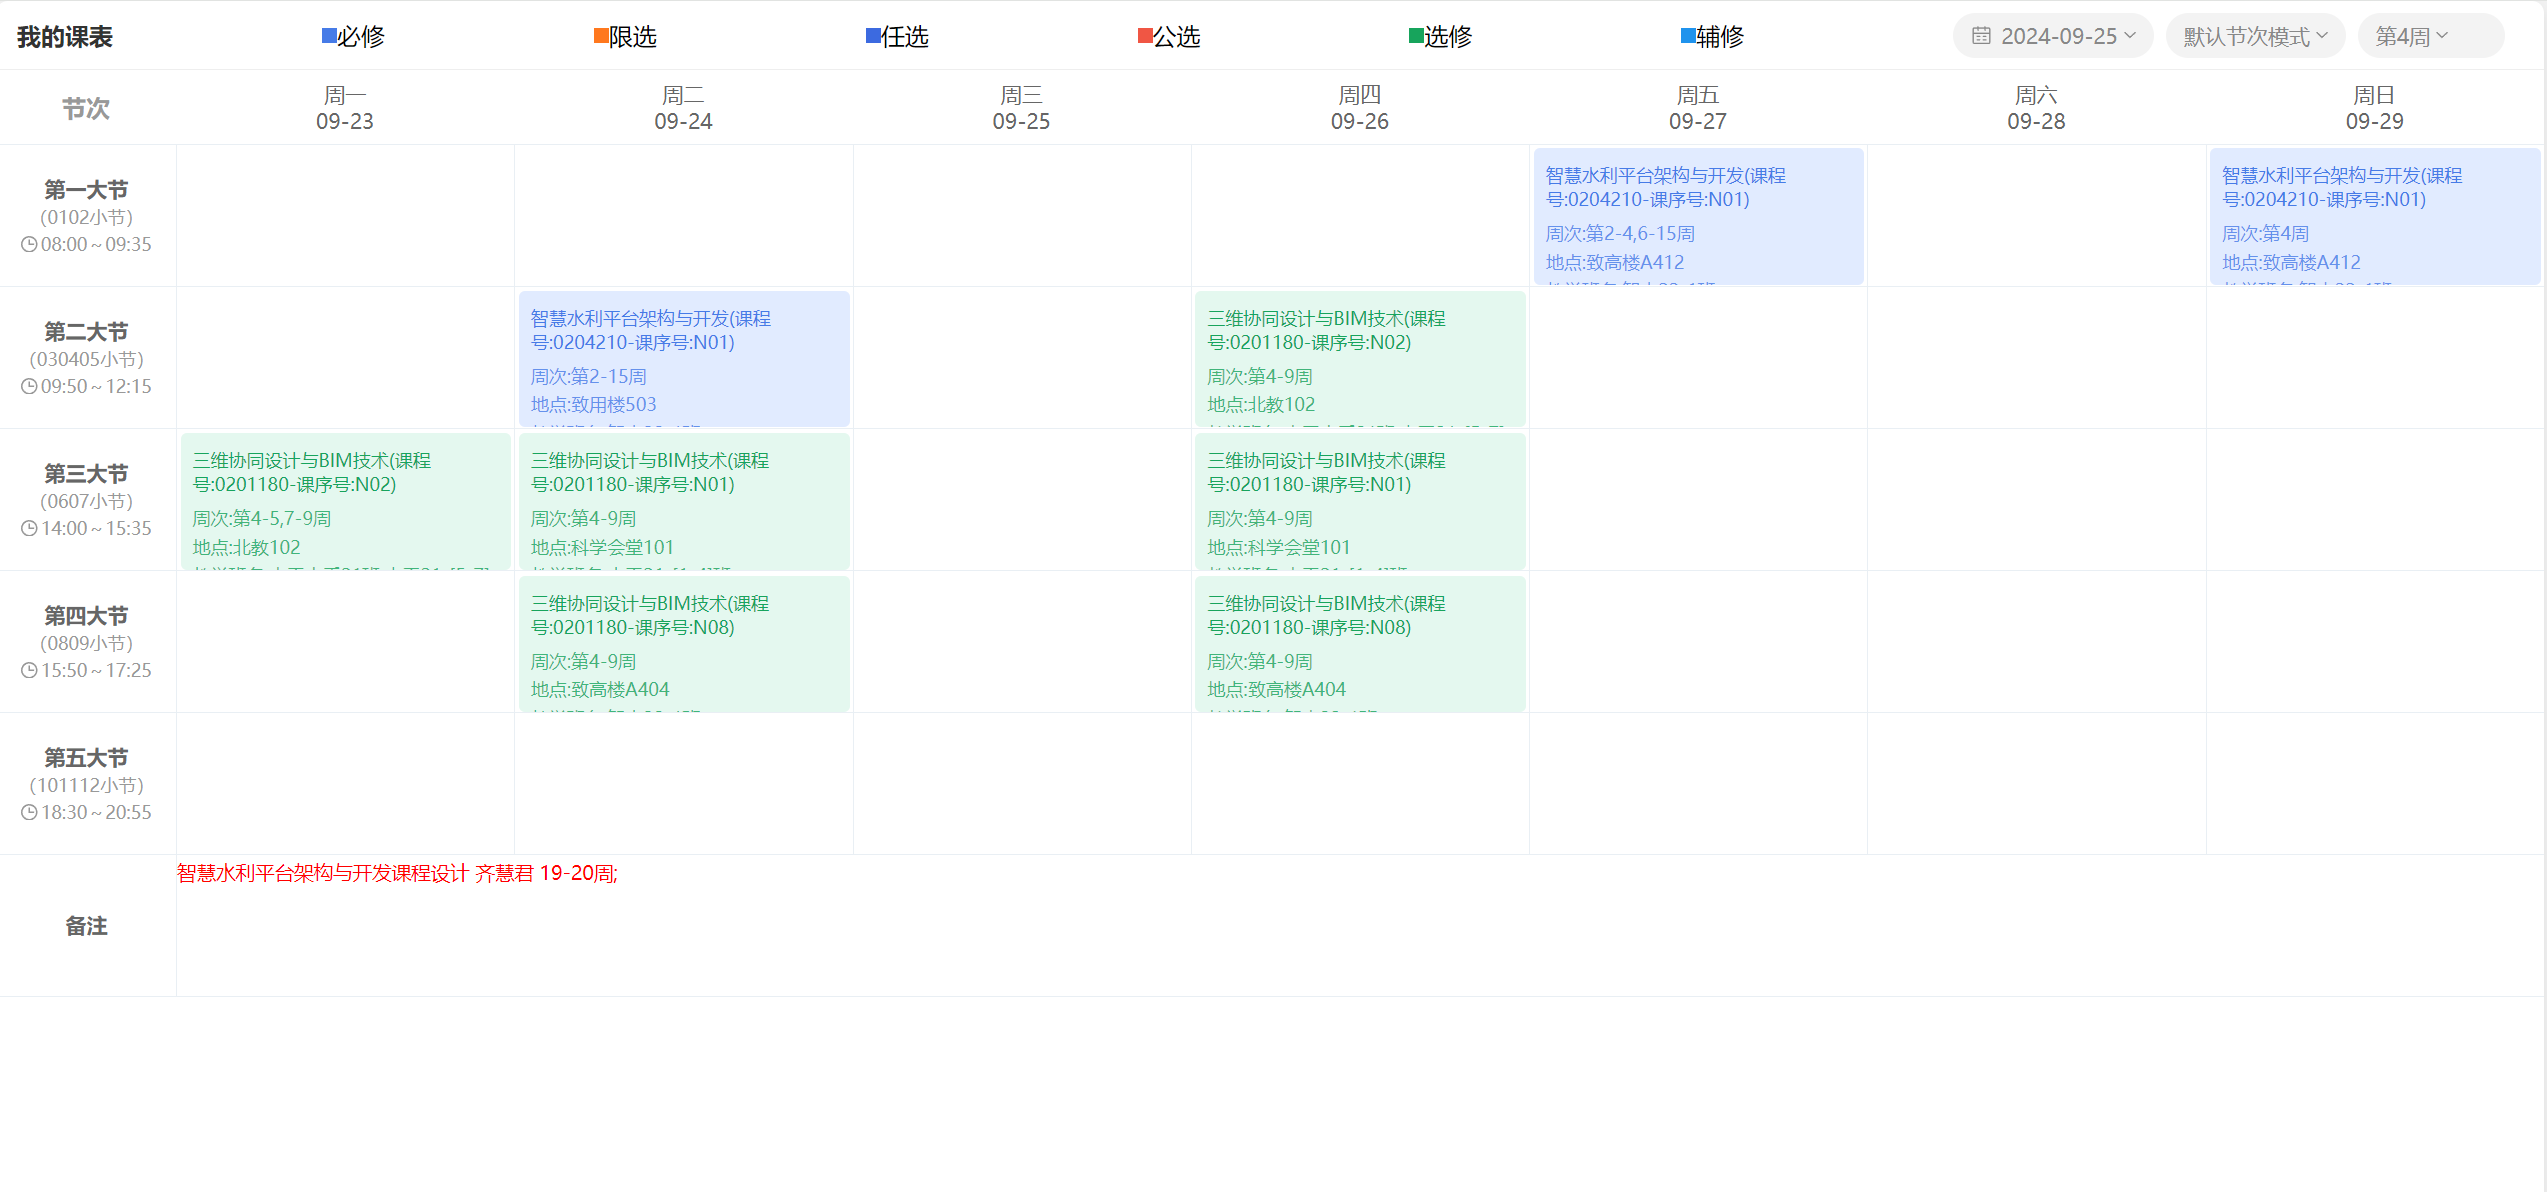 我的课表 必修 限选 任选 公选 选修 辅修 2024-09-25 默认节次模式 第4周
节次 周一 周二 周三 周四 周五 周六 周日
09-23 09-24 09-25 09-26 09-27 09-28 09-29
第一大节
(0102小节)
08:00 ~ 09:35
智慧水利平台架构与开发(课程
号:0204210-课序号:N01)
周次:第2-4,6-15周
地点:致高楼A412
智慧水利平台架构与开发(课程
号:0204210-课序号:N01)
周次:第4周
地点:致高楼A412
第二大节
(030405小节)
09:50 ~ 12:15
智慧水利平台架构与开发(课程
号:0204210-课序号:N01)
周次:第2-15周
地点:致用楼503
三维协同设计与BIM技术(课程
号:0201180-课序号:N02)
周次:第4-9周
地点:北教102
第三大节
(0607小节)
14:00 ~ 15:35
三维协同设计与BIM技术(课程
号:0201180-课序号:N02)
周次:第4-5,7-9周
地点:北教102
三维协同设计与BIM技术(课程
号:0201180-课序号:N01)
周次:第4-9周
地点:科学会堂101
三维协同设计与BIM技术(课程
号:0201180-课序号:N01)
周次:第4-9周
地点:科学会堂101
第四大节
(0809小节)
15:50 ~ 17:25
三维协同设计与BIM技术(课程
号:0201180-课序号:N08)
周次:第4-9周
地点:致高楼A404
三维协同设计与BIM技术(课程
号:0201180-课序号:N08)
周次:第4-9周
地点:致高楼A404
第五大节
(101112小节)
18:30 ~ 20:55
备注
智慧水利平台架构与开发课程设计 齐慧君 19-20周;